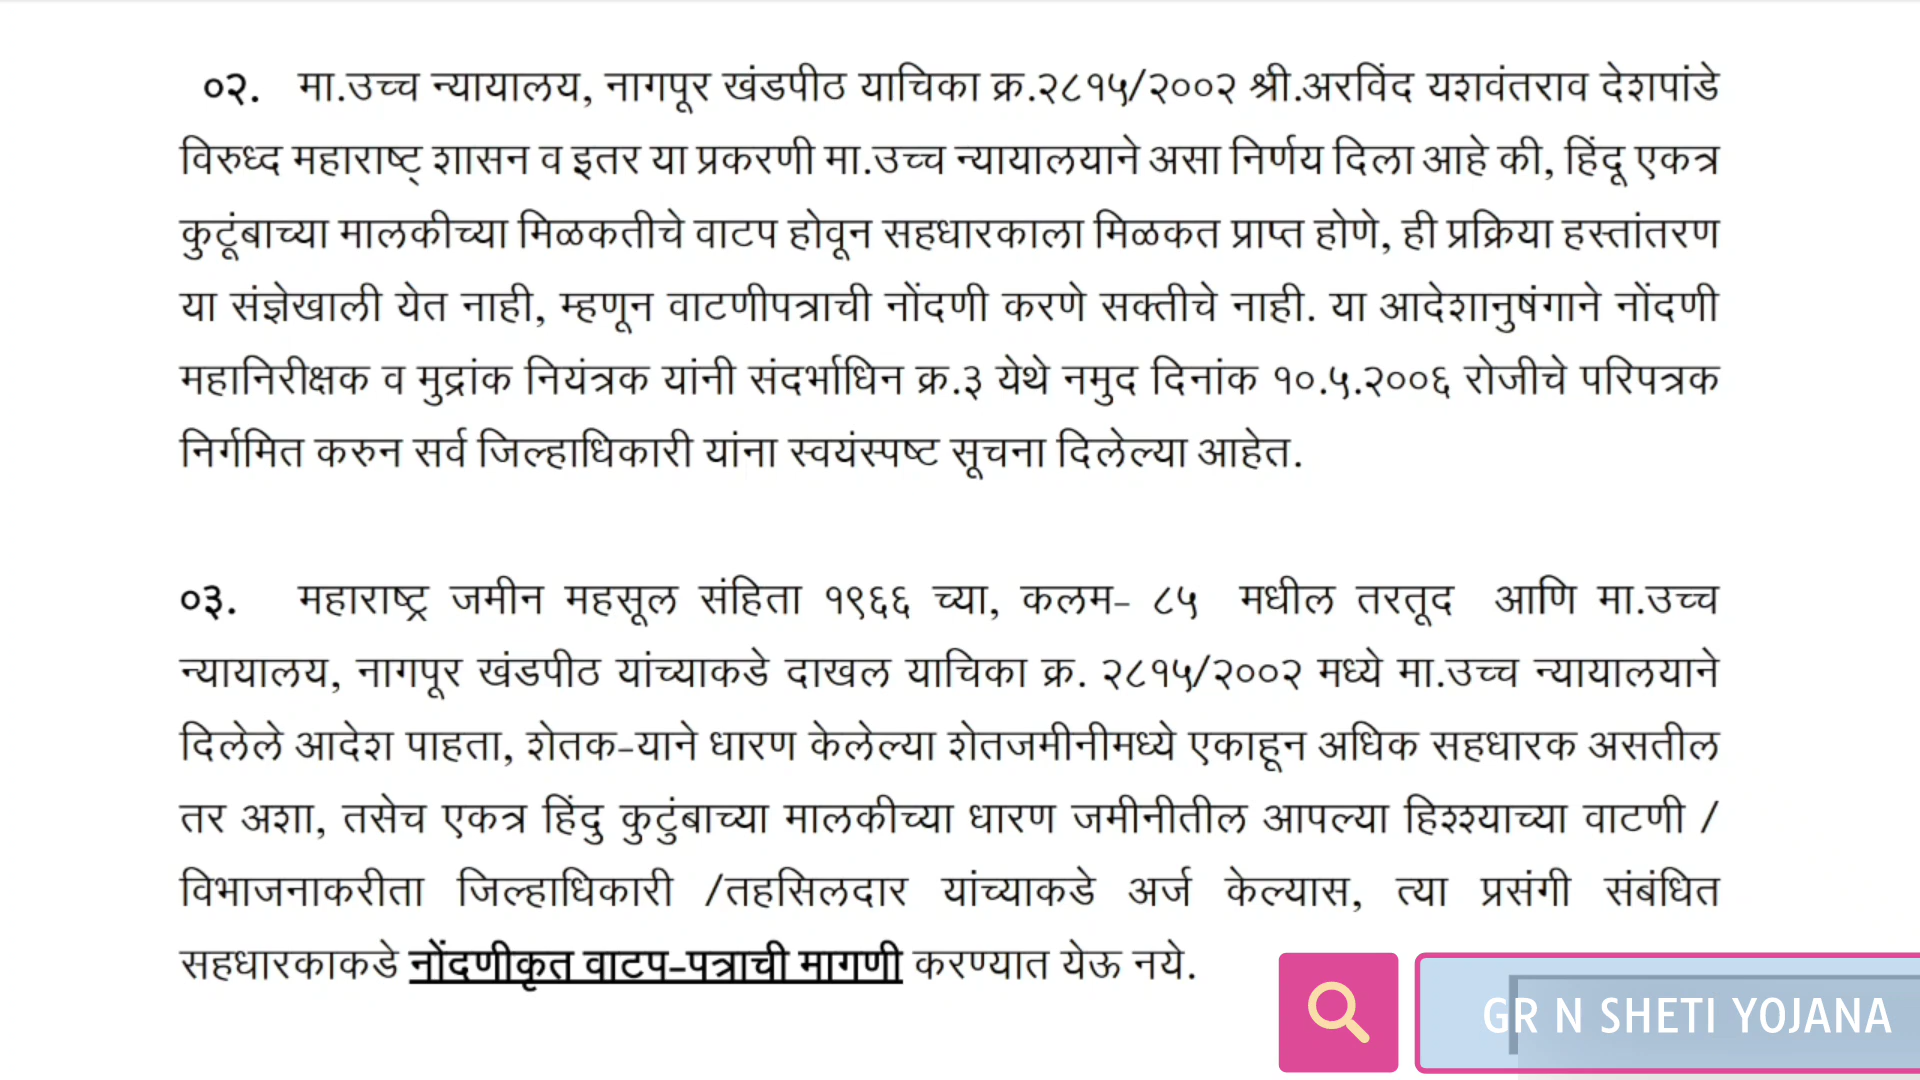 ०२. मा.उच्च न्यायालय, नागपूर खंडपीठ याचिका क्र.२८१५/२००२ श्री.अरविंद यशवंतराव देशपांडे
विरुध्द महाराष्ट् शासन व इतर या प्रकरणी मा.उच्च न्यायालयाने असा निर्णय दिला आहे की, हिंदू एकत्र
कुटूंबाच्या मालकीच्या मिळकतीचे वाटप होवून सहधारकाला मिळकत प्राप्त होणे, ही प्रक्रिया हस्तांतरण
या संज्ञेखाली येत नाही, म्हणून वाटणीपत्राची नोंदणी करणे सक्तीचे नाही. या आदेशानुषंगाने नोंदणी
महानिरीक्षक व मुद्रांक नियंत्रक यांनी संदर्भाधिन क्र.३ येथे नमुद दिनांक १०.५.२००६ रोजीचे परिपत्रक
निर्गमित करुन सर्व जिल्हाधिकारी यांना स्वयंस्पष्ट सूचना दिलेल्या आहेत.
०३. महाराष्ट्र जमीन महसूल संहिता १९६६ च्या, कलम- ८५ मधील तरतूद आणि मा.उच्च
न्यायालय, नागपूर खंडपीठ यांच्याकडे दाखल याचिका क्र. २८१५/२००२ मध्ये मा.उच्च न्यायालयाने
दिलेले आदेश पाहता, शेतक-याने धारण केलेल्या शेतजमीनीमध्ये एकाहून अधिक सहधारक असतील
तर अशा, तसेच एकत्र हिंदु कुटुंबाच्या मालकीच्या धारण जमीनीतील आपल्या हिश्श्याच्या वाटणी /
विभाजनाकरीता जिल्हाधिकारी /तहसिलदार यांच्याकडे अर्ज केल्यास, त्या प्रसंगी संबंधित
सहधारकाकडे नोंदणीकृत वाटप-पत्राची मागणी करण्यात येऊ नये.
GR N SHETI YOJANA